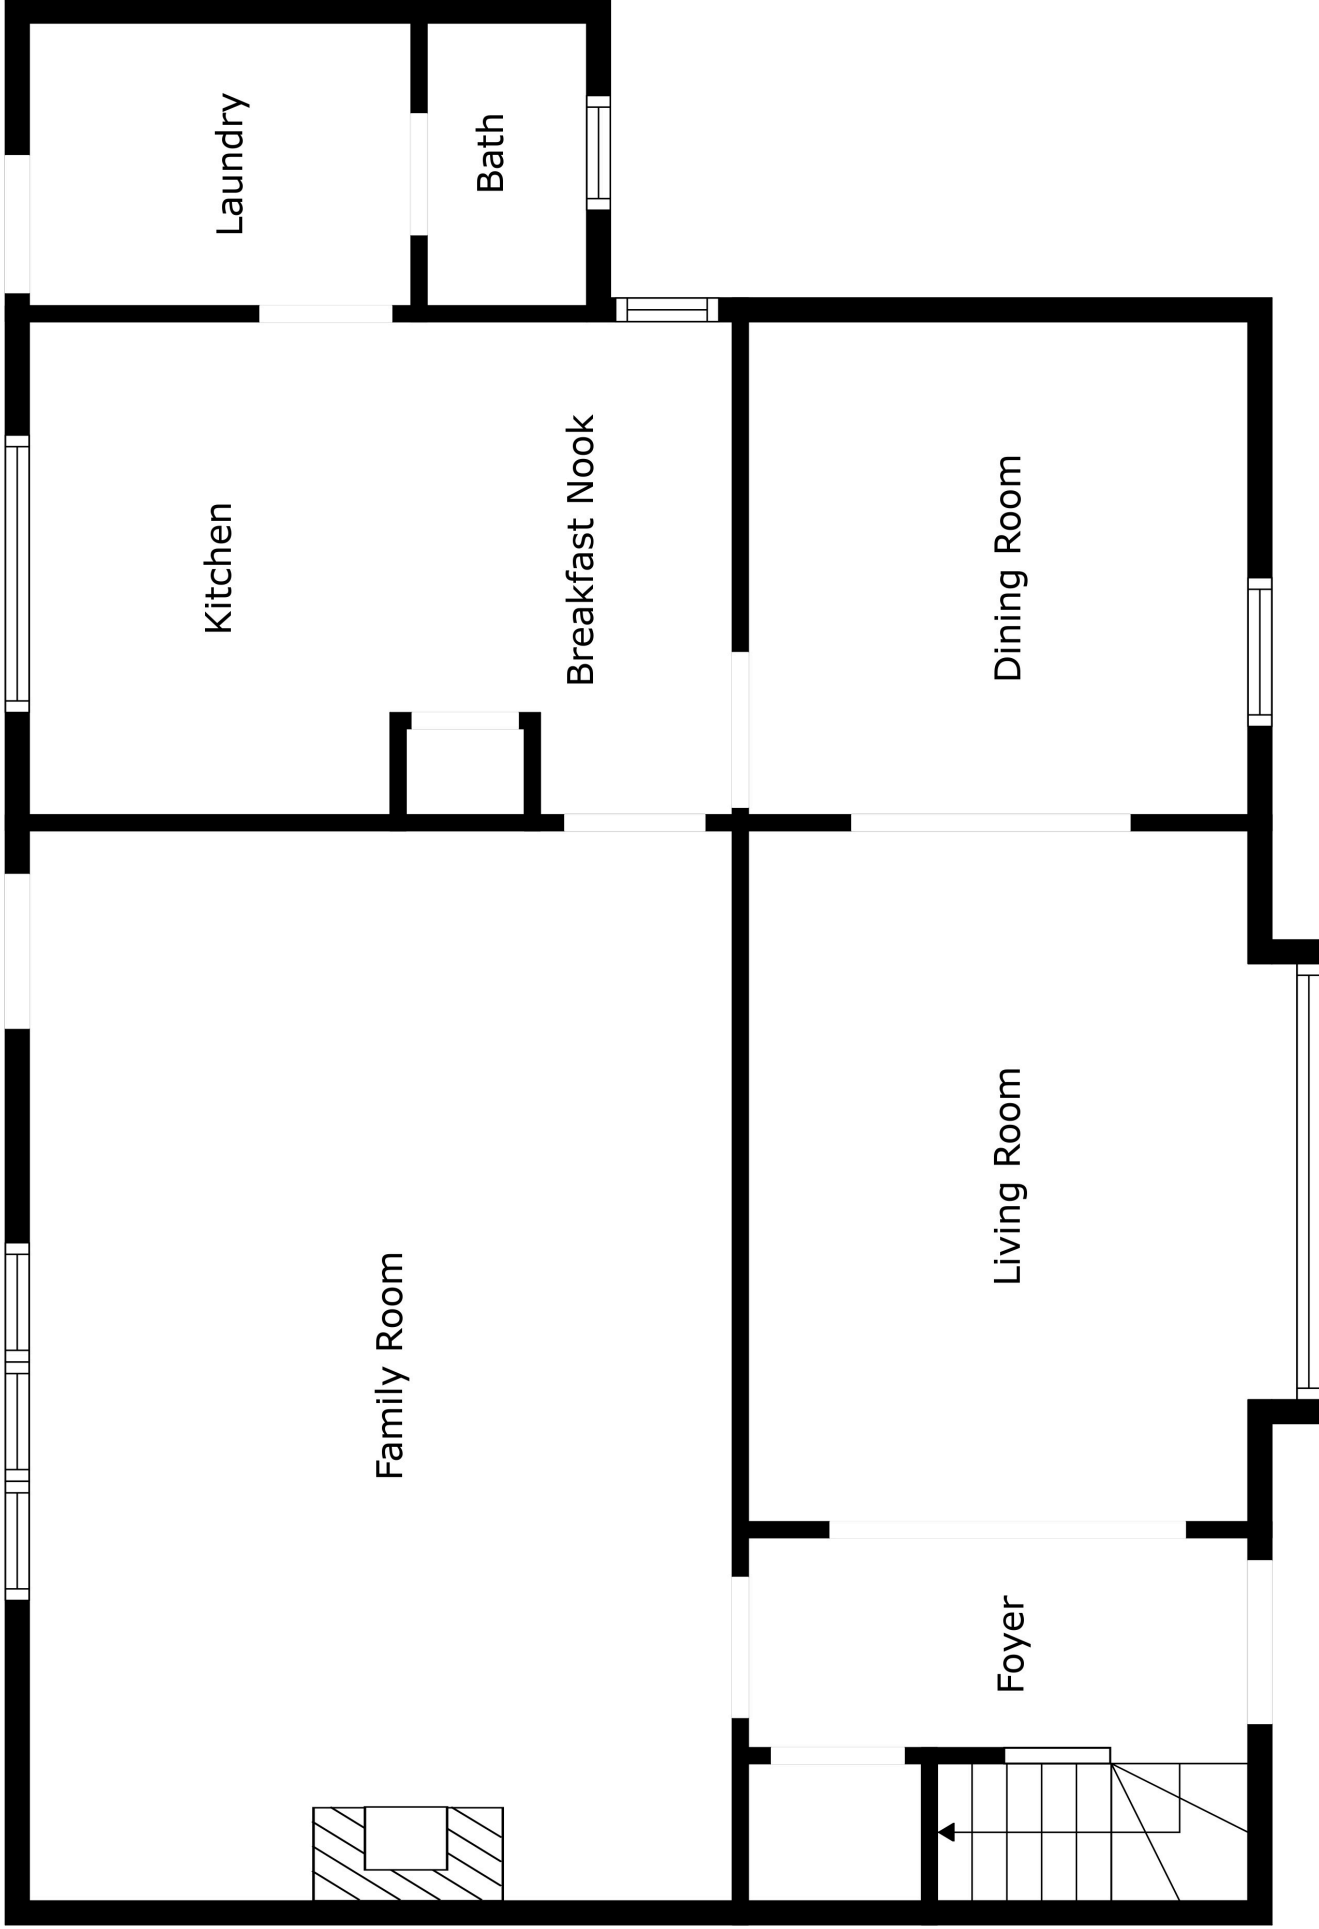 Laundry
Bath
Kitchen
Breakfast Nook
Dining Room
Family Room
Living Room
Foyer